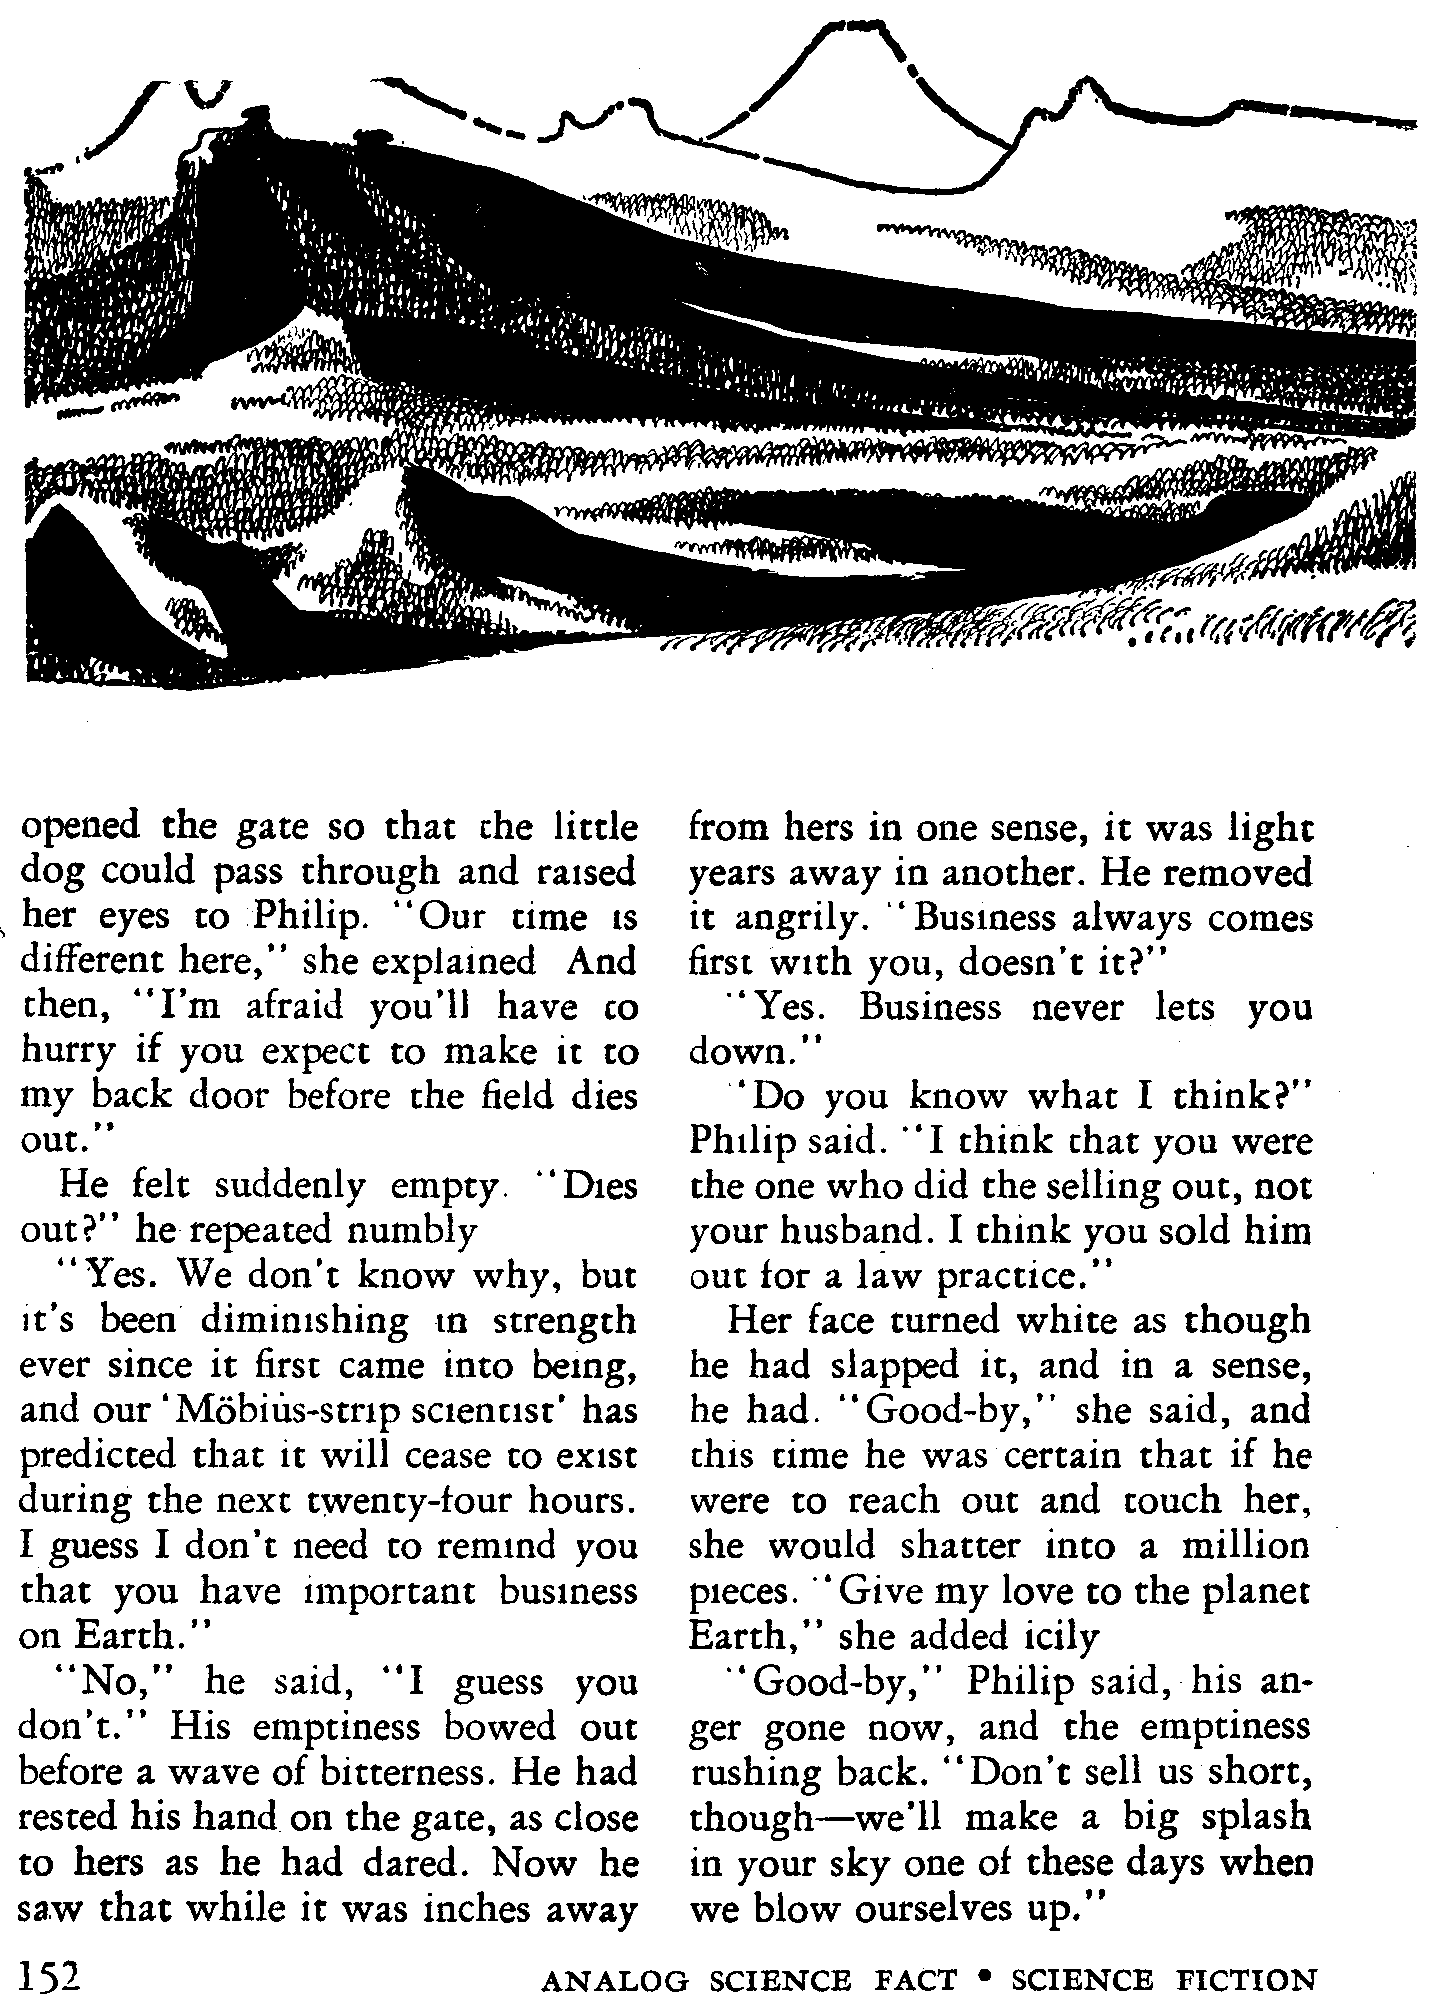 opened the gate so that the little
dog could pass through and raised
her eyes to Philip. "Our time is
different here," she explained And
then, "I'm afraid you'll have to
hurry if you expect to make it to
my back door before the field dies
out."
He felt suddenly empty. "Dies
out?" he repeated numbly
"Yes. We don't know why, but
it's been diminishing in strength
ever since it first came into being,
and our 'Möbius-strip scientist' has
predicted that it will cease to exist
during the next twenty-four hours.
I guess I don't need to remind you
that you have important business
on Earth."
"No," he said, "I guess you
don't." His emptiness bowed out
before a wave of bitterness. He had
rested his hand on the gate, as close
to hers as he had dared. Now he
saw that while it was inches away
from hers in one sense, it was light
years away in another. He removed
it angrily. "Business always comes
first with you, doesn't it?"
"Yes. Business never lets you
down."
'Do you know what I think?"
Philip said. "I think that you were
the one who did the selling out, not
your husband. I think you sold him
out for a law practice."
Her face turned white as though
he had slapped it, and in a sense,
he had. "Good-by," she said, and
this time he was certain that if he
were to reach out and touch her,
she would shatter into a million
pieces. "Give my love to the planet
Earth," she added icily
"Good-by," Philip said, his an-
ger gone now, and the emptiness
rushing back. "Don't sell us short,
though—we'll make a big splash
in your sky one of these days when
we blow ourselves up."
152
ANALOG SCIENCE FACT • SCIENCE FICTION